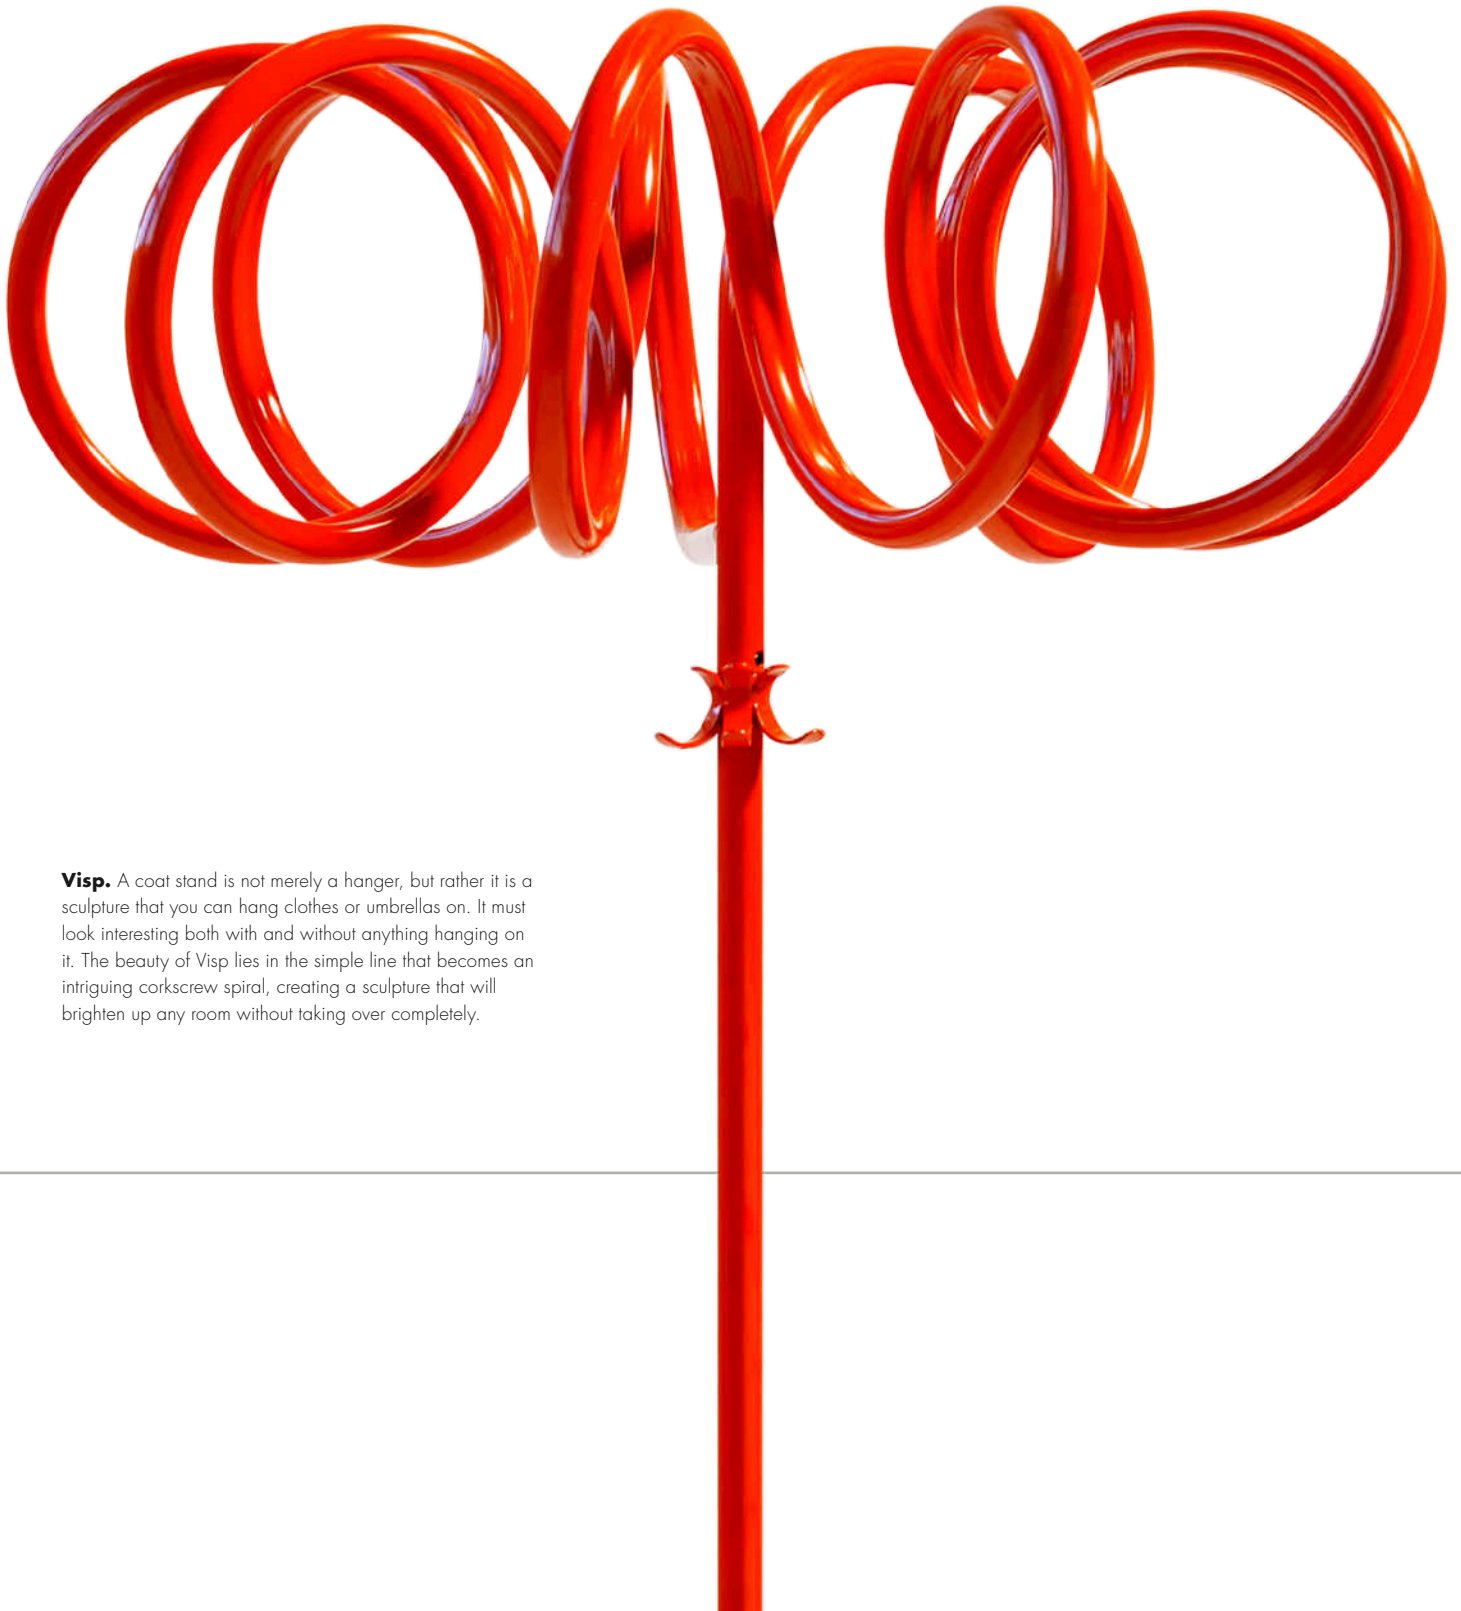 Visp. A coat stand is not merely a hanger, but rather it is a
sculpture that you can hang clothes or umbrellas on. It must
look interesting both with and without anything hanging on
it. The beauty of Visp lies in the simple line that becomes an
intriguing corkscrew spiral, creating a sculpture that will
brighten up any room without taking over completely.